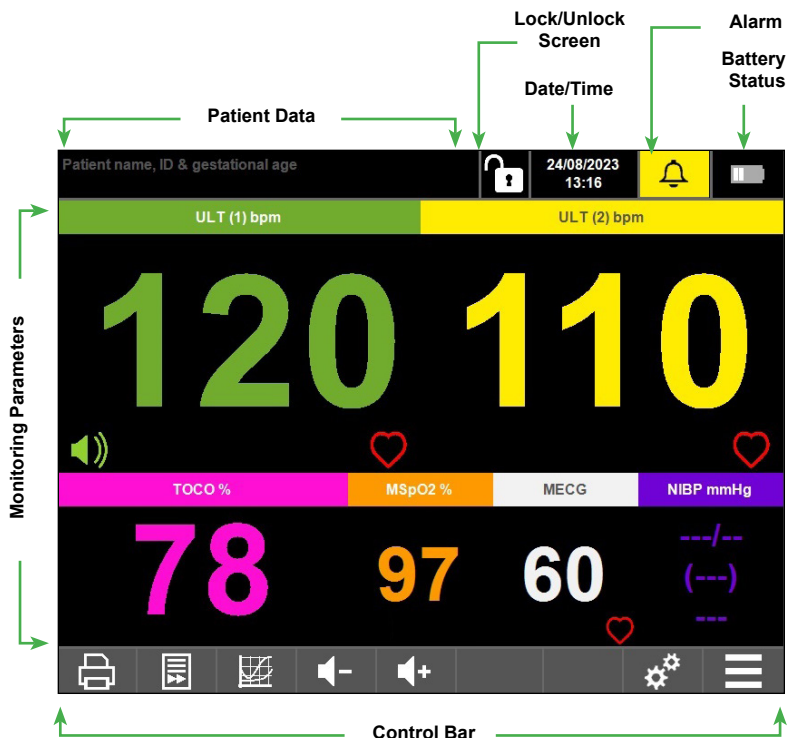 Lock/Unlock
Screen
Alarm
Battery
Status
Date/Time
Patient Data
Patient name, ID & gestational age
24/08/2023
13:16
ULT (1) bpm
ULT (2) bpm
120
110
Monitoring Parameters
TOCO %
MSpO2 %
MECG
NIBP mmHg
78
97
60
---/--
(---)
---
Control Bar